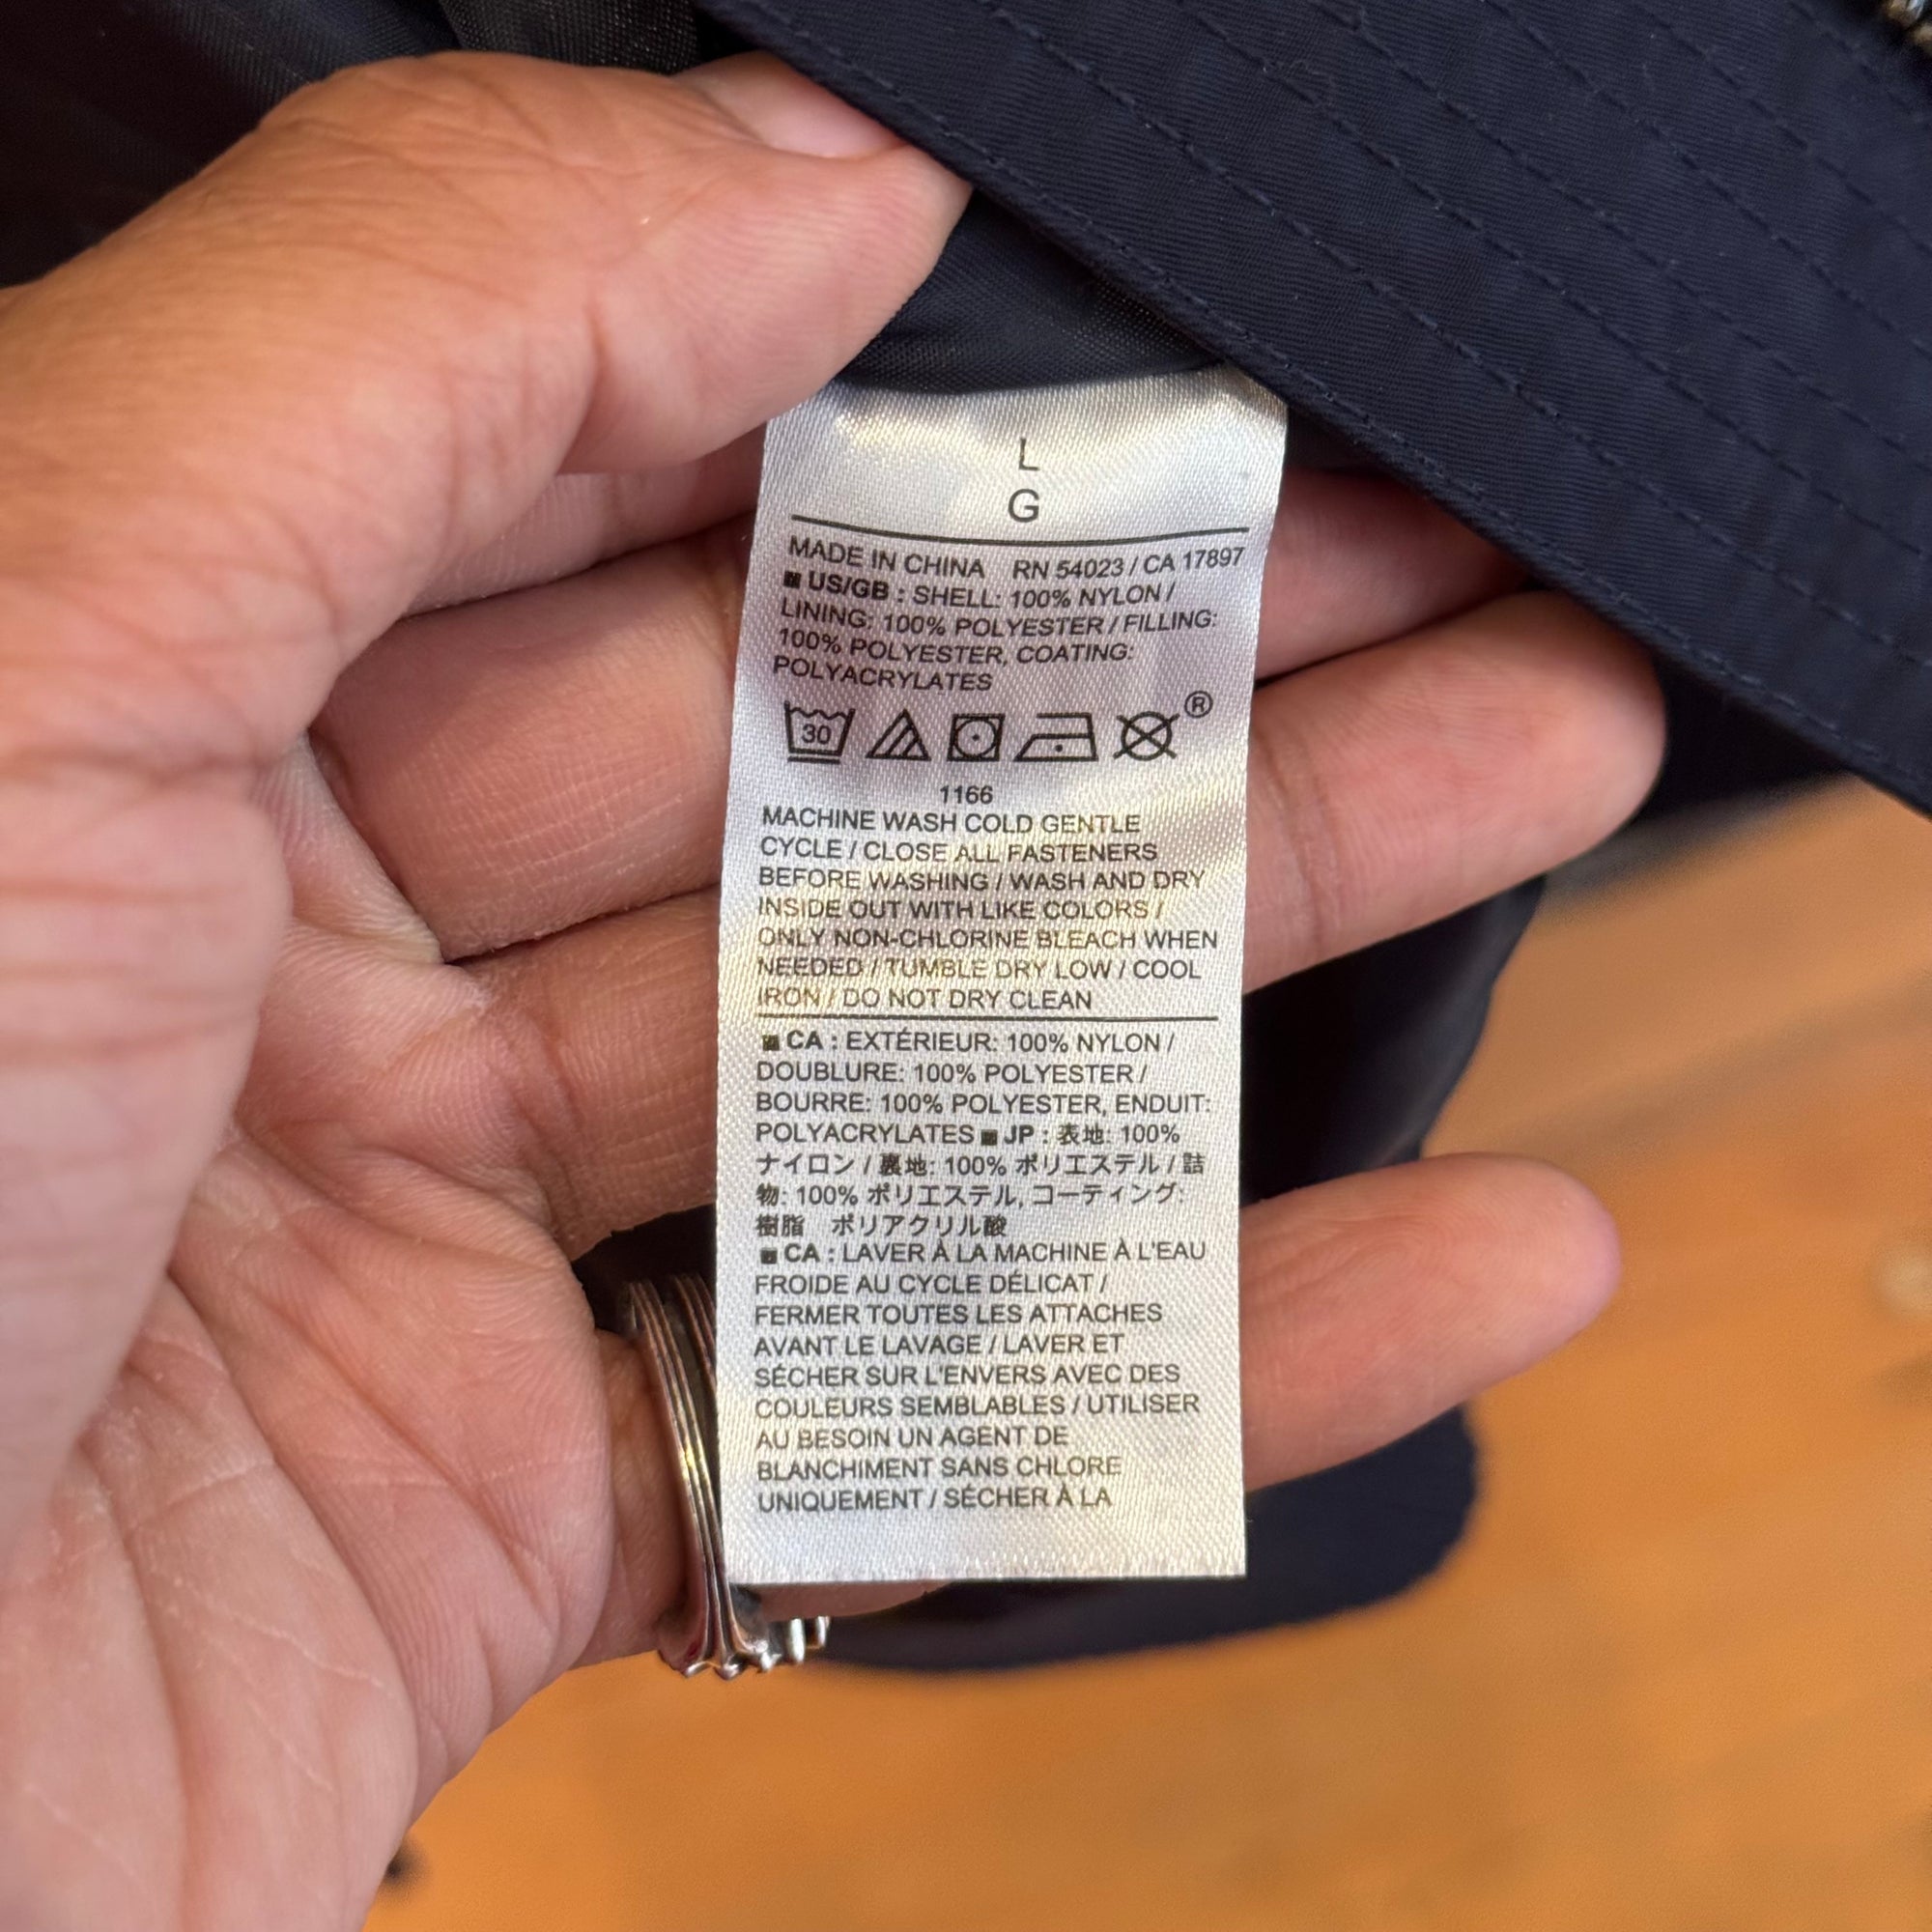 L
G
MADE IN CHINA RN 54023 / CA 17897
■ US/GB : SHELL: 100% NYLON /
LINING: 100% POLYESTER / FILLING:
100% POLYESTER, COATING:
POLYACRYLATES
30 ®
1166
MACHINE WASH COLD GENTLE
CYCLE / CLOSE ALL FASTENERS
BEFORE WASHING / WASH AND DRY
INSIDE OUT WITH LIKE COLORS /
ONLY NON-CHLORINE BLEACH WHEN
NEEDED / TUMBLE DRY LOW / COOL
IRON / DO NOT DRY CLEAN
■ CA : EXTÉRIEUR: 100% NYLON /
DOUBLURE: 100% POLYESTER /
BOURRE: 100% POLYESTER, ENDUIT:
POLYACRYLATES ■ JP : 表地: 100%
ナイロン / 裏地: 100% ポリエステル / 詰
物: 100% ポリエステル, コーティング:
樹脂 ポリアクリル酸
■ CA : LAVER À LA MACHINE À L'EAU
FROIDE AU CYCLE DÉLICAT /
FERMER TOUTES LES ATTACHES
AVANT LE LAVAGE / LAVER ET
SÉCHER SUR L'ENVERS AVEC DES
COULEURS SEMBLABLES / UTILISER
AU BESOIN UN AGENT DE
BLANCHIMENT SANS CHLORE
UNIQUEMENT / SÉCHER À LA